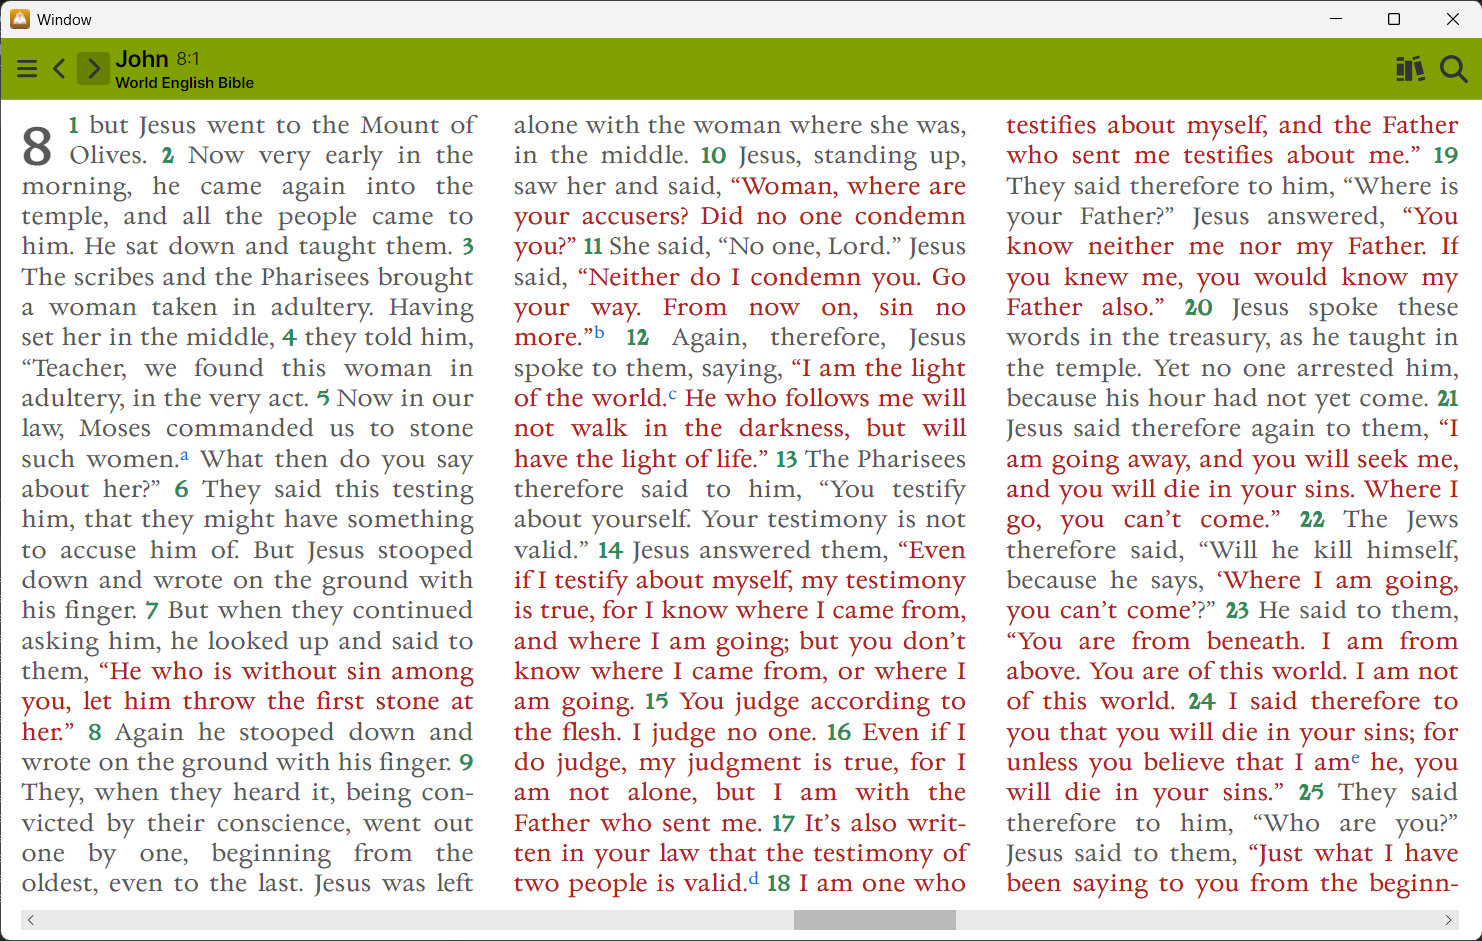 Window
John 8:1
World English Bible
8 1 but Jesus went to the Mount of
Olives. 2 Now very early in the
morning, he came again into the
temple, and all the people came to
him. He sat down and taught them. 3
The scribes and the Pharisees brought
a woman taken in adultery. Having
set her in the middle, 4 they told him,
“Teacher, we found this woman in
adultery, in the very act. 5 Now in our
law, Moses commanded us to stone
such women.a What then do you say
about her?” 6 They said this testing
him, that they might have something
to accuse him of. But Jesus stooped
down and wrote on the ground with
his finger. 7 But when they continued
asking him, he looked up and said to
them, “He who is without sin among
you, let him throw the first stone at
her.” 8 Again he stooped down and
wrote on the ground with his finger. 9
They, when they heard it, being con-
victed by their conscience, went out
one by one, beginning from the
oldest, even to the last. Jesus was left
alone with the woman where she was,
in the middle. 10 Jesus, standing up,
saw her and said, “Woman, where are
your accusers? Did no one condemn
you?” 11 She said, “No one, Lord.” Jesus
said, “Neither do I condemn you. Go
your way. From now on, sin no
more.”b 12 Again, therefore, Jesus
spoke to them, saying, “I am the light
of the world.c He who follows me will
not walk in the darkness, but will
have the light of life.” 13 The Pharisees
therefore said to him, “You testify
about yourself. Your testimony is not
valid.” 14 Jesus answered them, “Even
if I testify about myself, my testimony
is true, for I know where I came from,
and where I am going; but you don’t
know where I came from, or where I
am going. 15 You judge according to
the flesh. I judge no one. 16 Even if I
do judge, my judgment is true, for I
am not alone, but I am with the
Father who sent me. 17 It’s also writ-
ten in your law that the testimony of
two people is valid.d 18 I am one who
testifies about myself, and the Father
who sent me testifies about me.” 19
They said therefore to him, “Where is
your Father?” Jesus answered, “You
know neither me nor my Father. If
you knew me, you would know my
Father also.” 20 Jesus spoke these
words in the treasury, as he taught in
the temple. Yet no one arrested him,
because his hour had not yet come. 21
Jesus said therefore again to them, “I
am going away, and you will seek me,
and you will die in your sins. Where I
go, you can’t come.” 22 The Jews
therefore said, “Will he kill himself,
because he says, ‘Where I am going,
you can’t come’?” 23 He said to them,
“You are from beneath. I am from
above. You are of this world. I am not
of this world. 24 I said therefore to
you that you will die in your sins; for
unless you believe that I ame he, you
will die in your sins.” 25 They said
therefore to him, “Who are you?”
Jesus said to them, “Just what I have
been saying to you from the beginn-